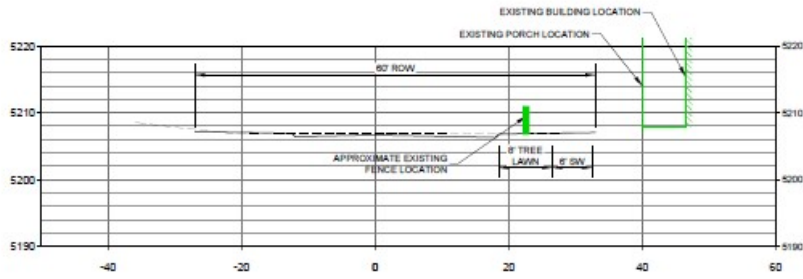 EXISTING BUILDING LOCATION
EXISTING PORCH LOCATION
5220
5220
60' ROW
5210
5210
APPROXIMATE EXISTING
FENCE LOCATION
8' TREE
LAWN
6' SW
5200
5200
5190
5190
-40
-20
0
20
40
60